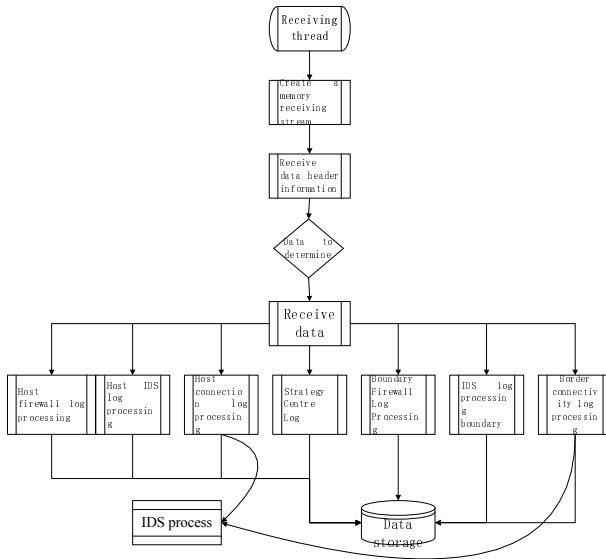 Receiving
thread
Create a
memory
receiving
stream
Receive
data header
information
Data to
determine
Receive
data
Host
firewall log
processing
Host IDS
log
processin
g
Host
connectio
n log
processin
g
Strategy
Centre
Log
Boundary
Firewall
Log
Processin
g
IDS log
processin
g
boundary
Border
connectiv
ity log
processin
g
IDS process
Data
storage